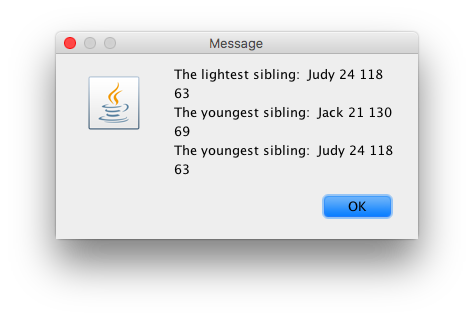 Message
The lightest sibling:  Judy 24 118
63
The youngest sibling:  Jack 21 130
69
The youngest sibling:  Judy 24 118
63
OK